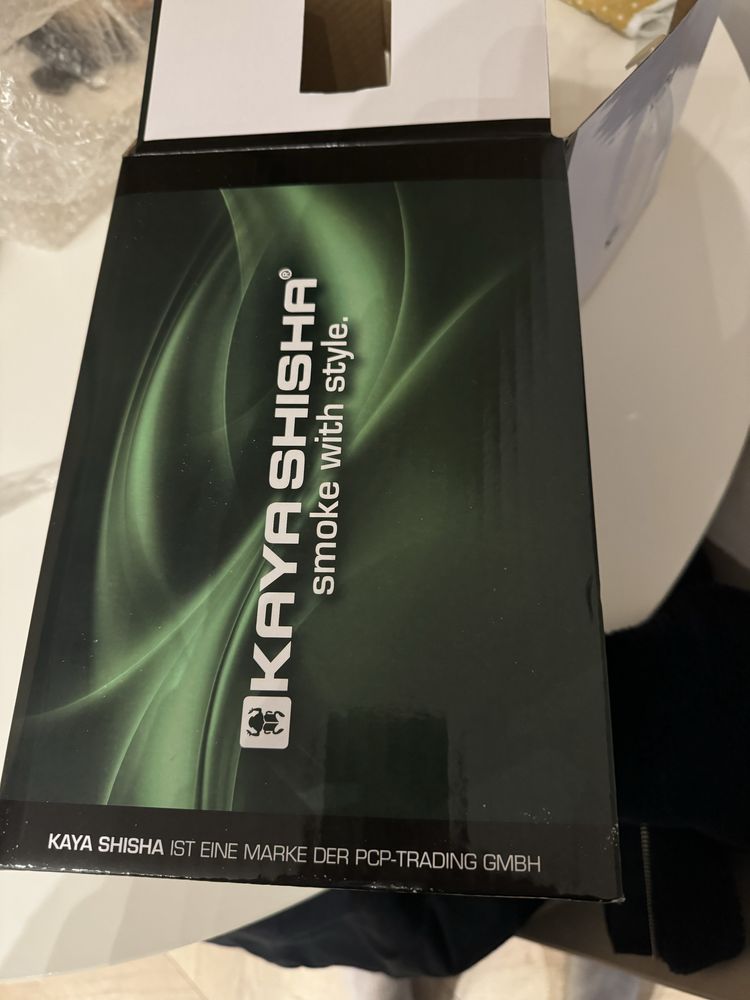 KAYA SHISHA®
smoke with style.
KAYA SHISHA IST EINE MARKE DER PCP-TRADING GMBH